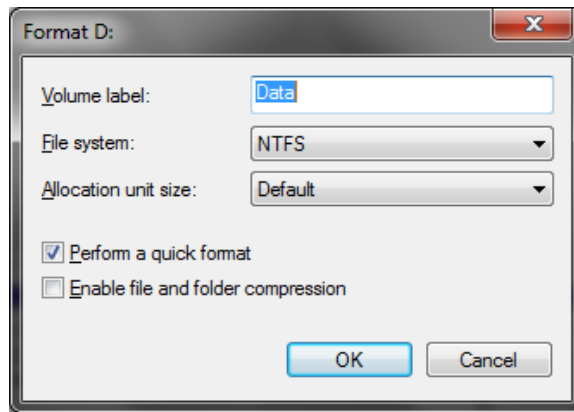 Format D:
Volume label: Data
File system: NTFS
Allocation unit size: Default
Perform a quick format
Enable file and folder compression
OK Cancel